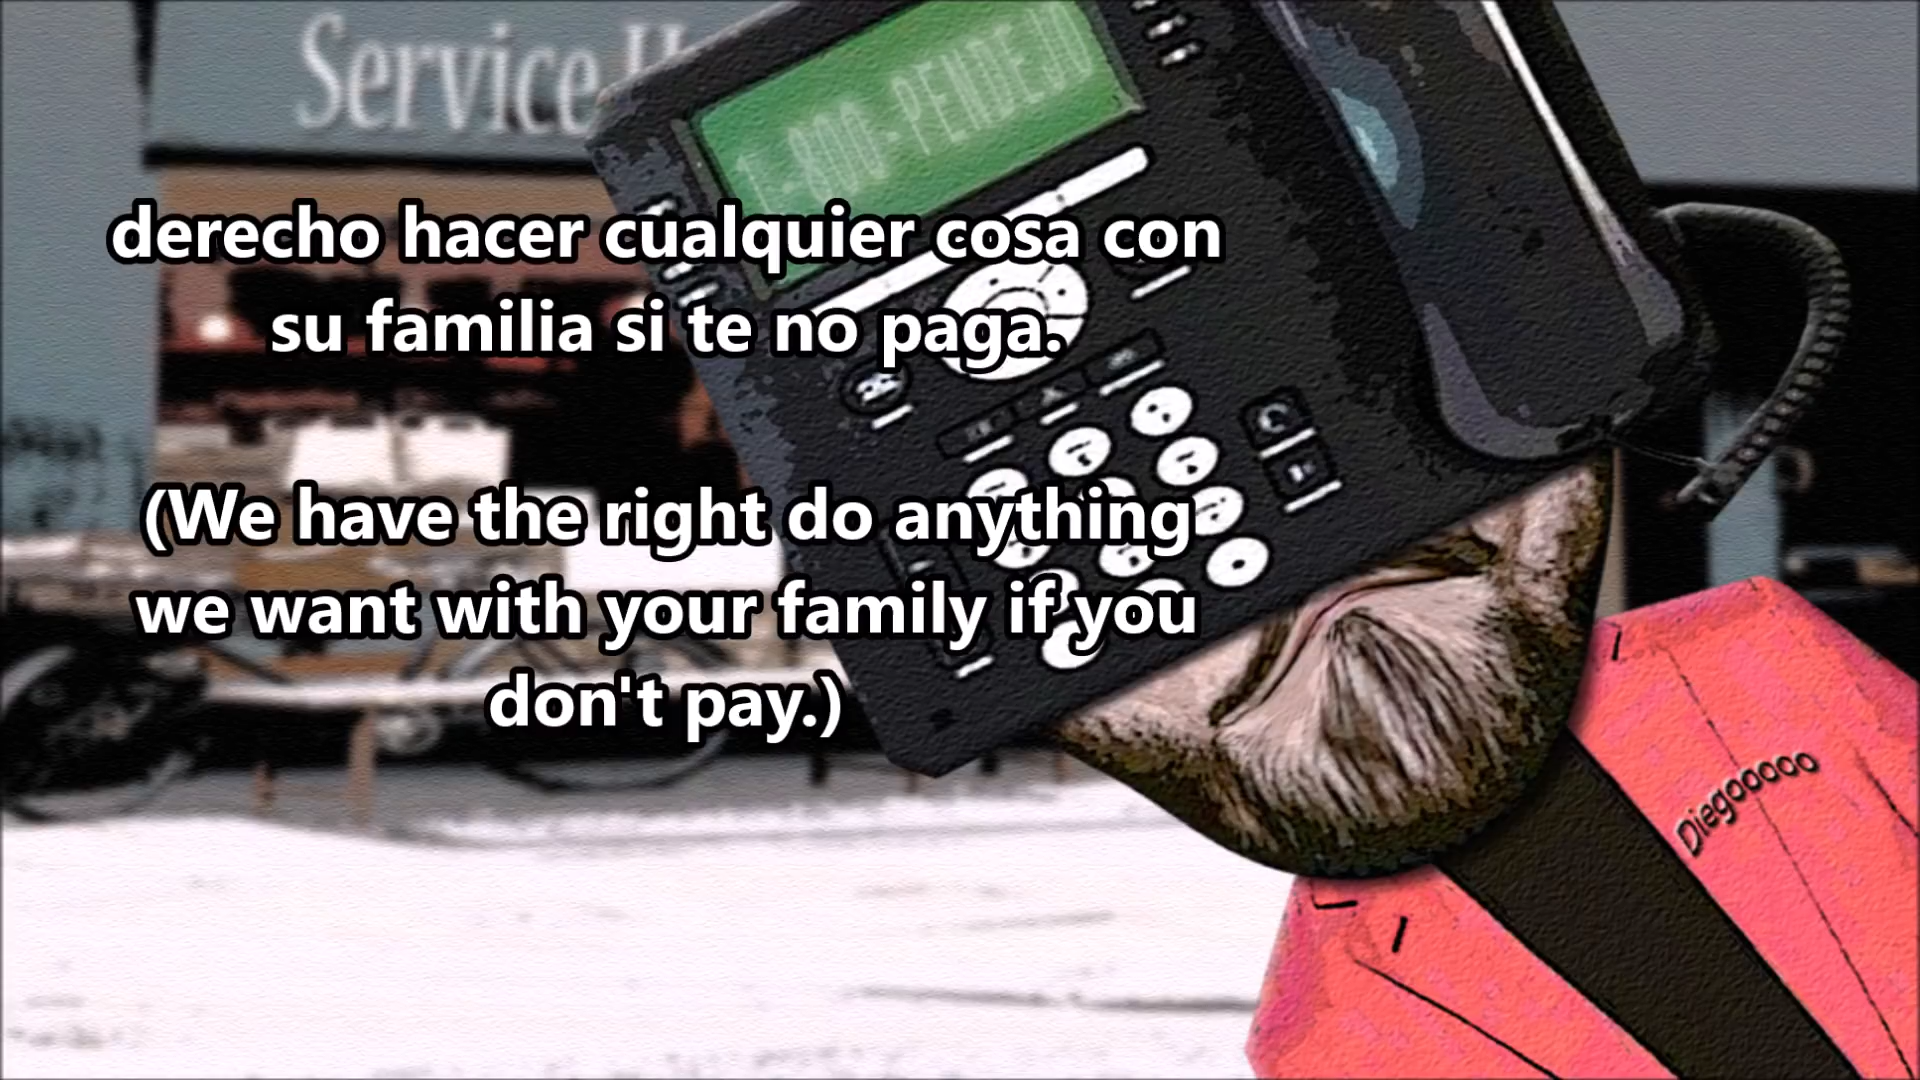 Service
1-800-PENDEJO
derecho hacer cualquier cosa con
su familia si te no paga.
(We have the right do anything
we want with your family if you
don't pay.)
Diegooooo